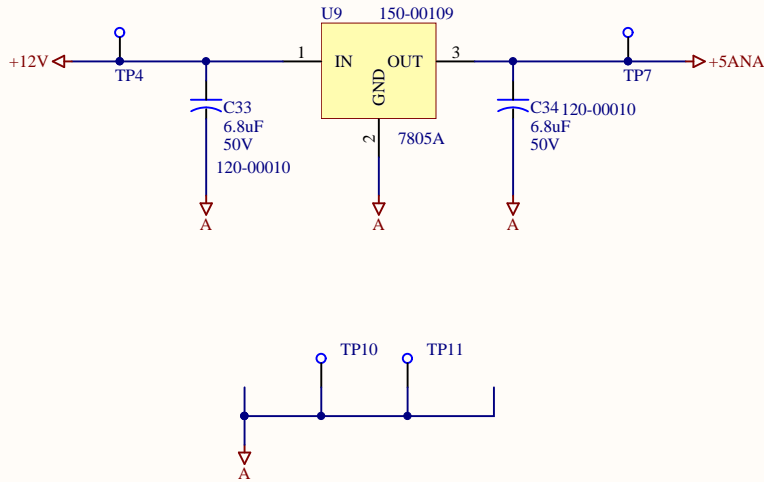 U9 150-00109
+12V
TP4
1
IN
OUT
3
GND
2
7805A
TP7
+5ANA
C33
6.8uF
50V
120-00010
C34 120-00010
6.8uF
50V
A
A
A
TP10
TP11
A